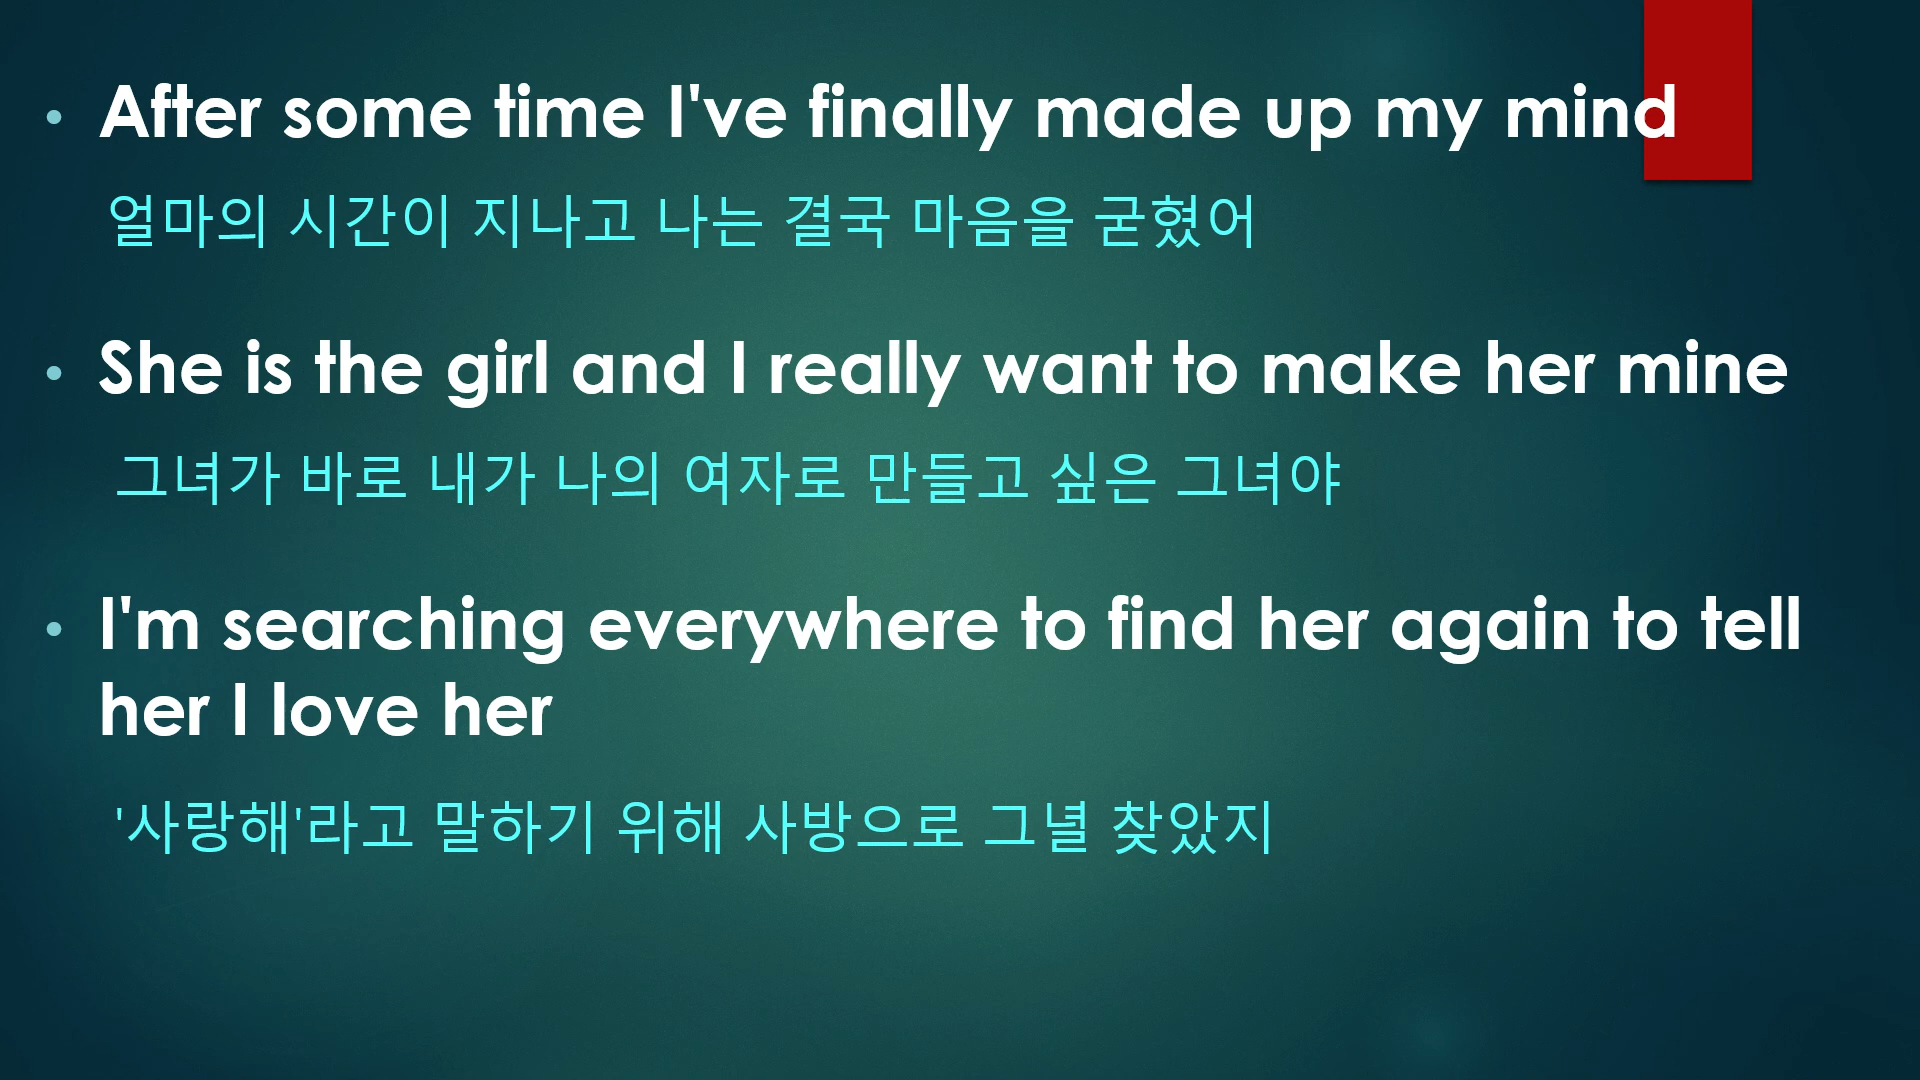 • After some time I've finally made up my mind
얼마의 시간이 지나고 나는 결국 마음을 굳혔어
• She is the girl and I really want to make her mine
그녀가 바로 내가 나의 여자로 만들고 싶은 그녀야
• I'm searching everywhere to find her again to tell
her I love her
'사랑해'라고 말하기 위해 사방으로 그녈 찾았지